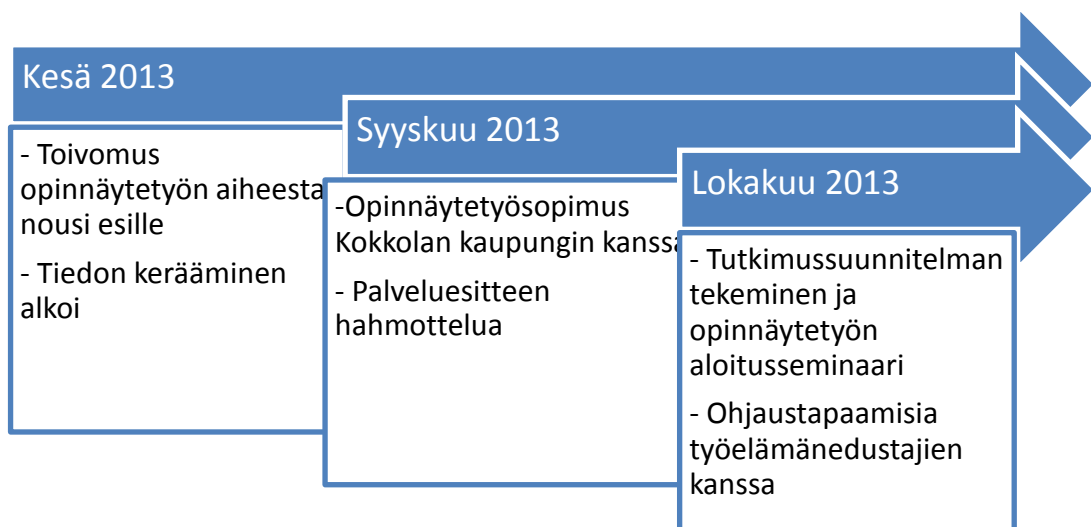 Kesä 2013
- Toivomus
opinnäytetyön aiheesta
nousi esille
- Tiedon kerääminen
alkoi
Syyskuu 2013
-Opinnäytetyösopimus
Kokkolan kaupungin kanssa
- Palveluesitteen
hahmottelua
Lokakuu 2013
- Tutkimussuunnitelman
tekeminen ja
opinnäytetyön
aloitusseminaari
- Ohjaustapaamisia
työelämänedustajien
kanssa